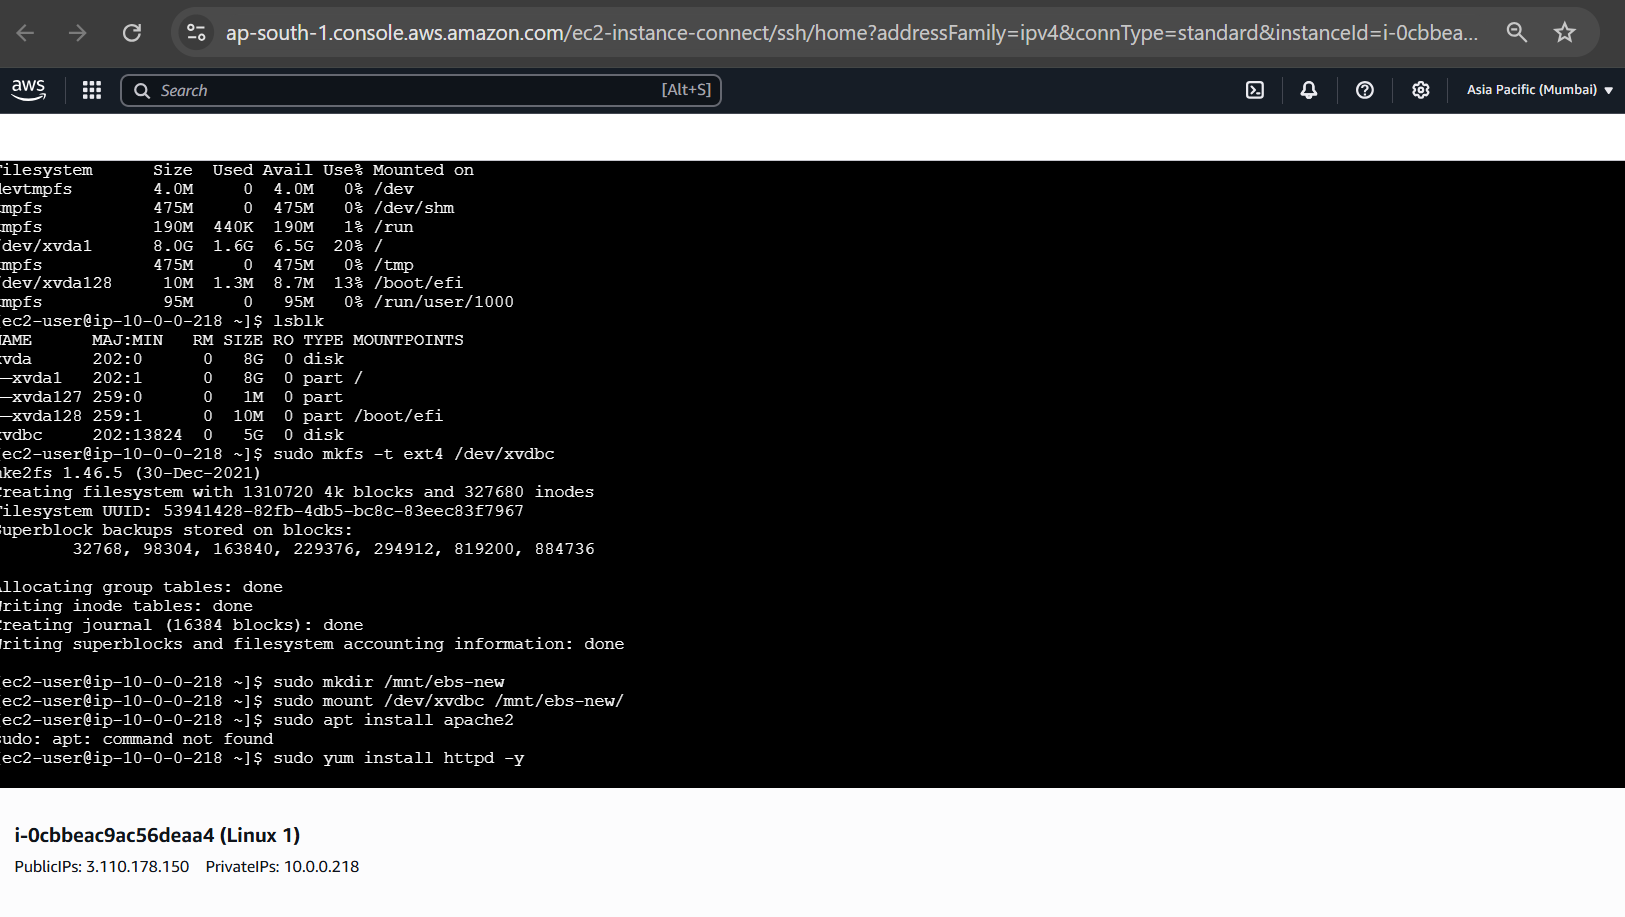 ap-south-1.console.aws.amazon.com/ec2-instance-connect/ssh/home?addressFamily=ipv4&connType=standard&instanceId=i-0cbbea...
aws Search [Alt+S] Asia Pacific (Mumbai)
ilesystem Size Used Avail Use% Mounted on
evtmpfs 4.0M 0 4.0M 0% /dev
mpfs 475M 0 475M 0% /dev/shm
mpfs 190M 440K 190M 1% /run
dev/xvda1 8.0G 1.6G 6.5G 20% /
mpfs 475M 0 475M 0% /tmp
dev/xvda128 10M 1.3M 8.7M 13% /boot/efi
mpfs 95M 0 95M 0% /run/user/1000
ec2-user@ip-10-0-0-218 ~]$ lsblk
AME MAJ:MIN RM SIZE RO TYPE MOUNTPOINTS
vda 202:0 0 8G 0 disk
─xvda1 202:1 0 8G 0 part /
─xvda127 259:0 0 1M 0 part
─xvda128 259:1 0 10M 0 part /boot/efi
vdbc 202:13824 0 5G 0 disk
ec2-user@ip-10-0-0-218 ~]$ sudo mkfs -t ext4 /dev/xvdbc
ke2fs 1.46.5 (30-Dec-2021)
reating filesystem with 1310720 4k blocks and 327680 inodes
ilesystem UUID: 53941428-82fb-4db5-bc8c-83eec83f7967
uperblock backups stored on blocks:
32768, 98304, 163840, 229376, 294912, 819200, 884736
llocating group tables: done
riting inode tables: done
reating journal (16384 blocks): done
riting superblocks and filesystem accounting information: done
ec2-user@ip-10-0-0-218 ~]$ sudo mkdir /mnt/ebs-new
ec2-user@ip-10-0-0-218 ~]$ sudo mount /dev/xvdbc /mnt/ebs-new/
ec2-user@ip-10-0-0-218 ~]$ sudo apt install apache2
udo: apt: command not found
ec2-user@ip-10-0-0-218 ~]$ sudo yum install httpd -y
i-0cbbeac9ac56deaa4 (Linux 1)
PublicIPs: 3.110.178.150 PrivateIPs: 10.0.0.218